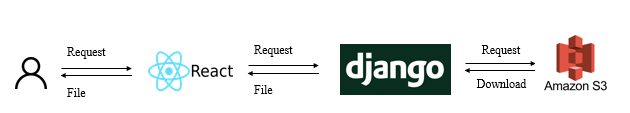 Request
File
React
Request
File
django
Request
Download
Amazon S3